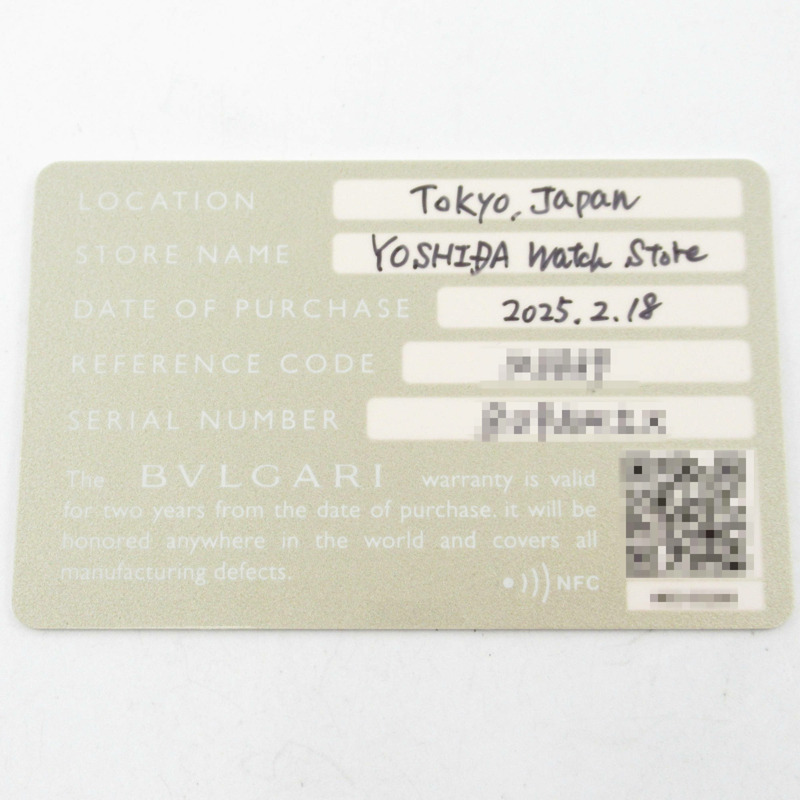 LOCATION Tokyo, Japan
STORE NAME YOSHIDA Watch Store
DATE OF PURCHASE 2025.2.18
REFERENCE CODE
SERIAL NUMBER
The BVLGARI warranty is valid
for two years from the date of purchase. it will be
honored anywhere in the world and covers all
manufacturing defects.
NFC